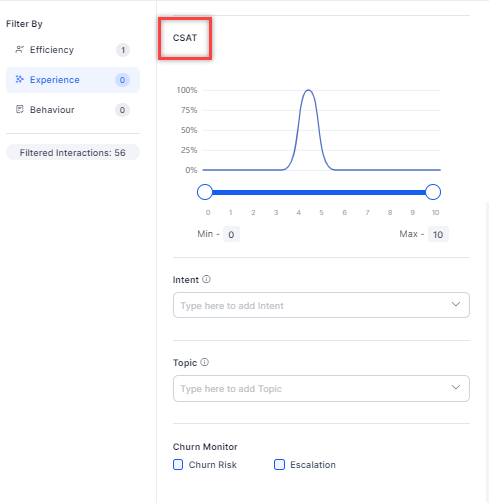 Filter By
Efficiency 1
Experience 0
Behaviour 0
Filtered Interactions: 56
CSAT
100%
75%
50%
25%
0%
0 1 2 3 4 5 6 7 8 9 10
Min - 0 Max - 10
Intent
Type here to add Intent
Topic
Type here to add Topic
Churn Monitor
Churn Risk Escalation